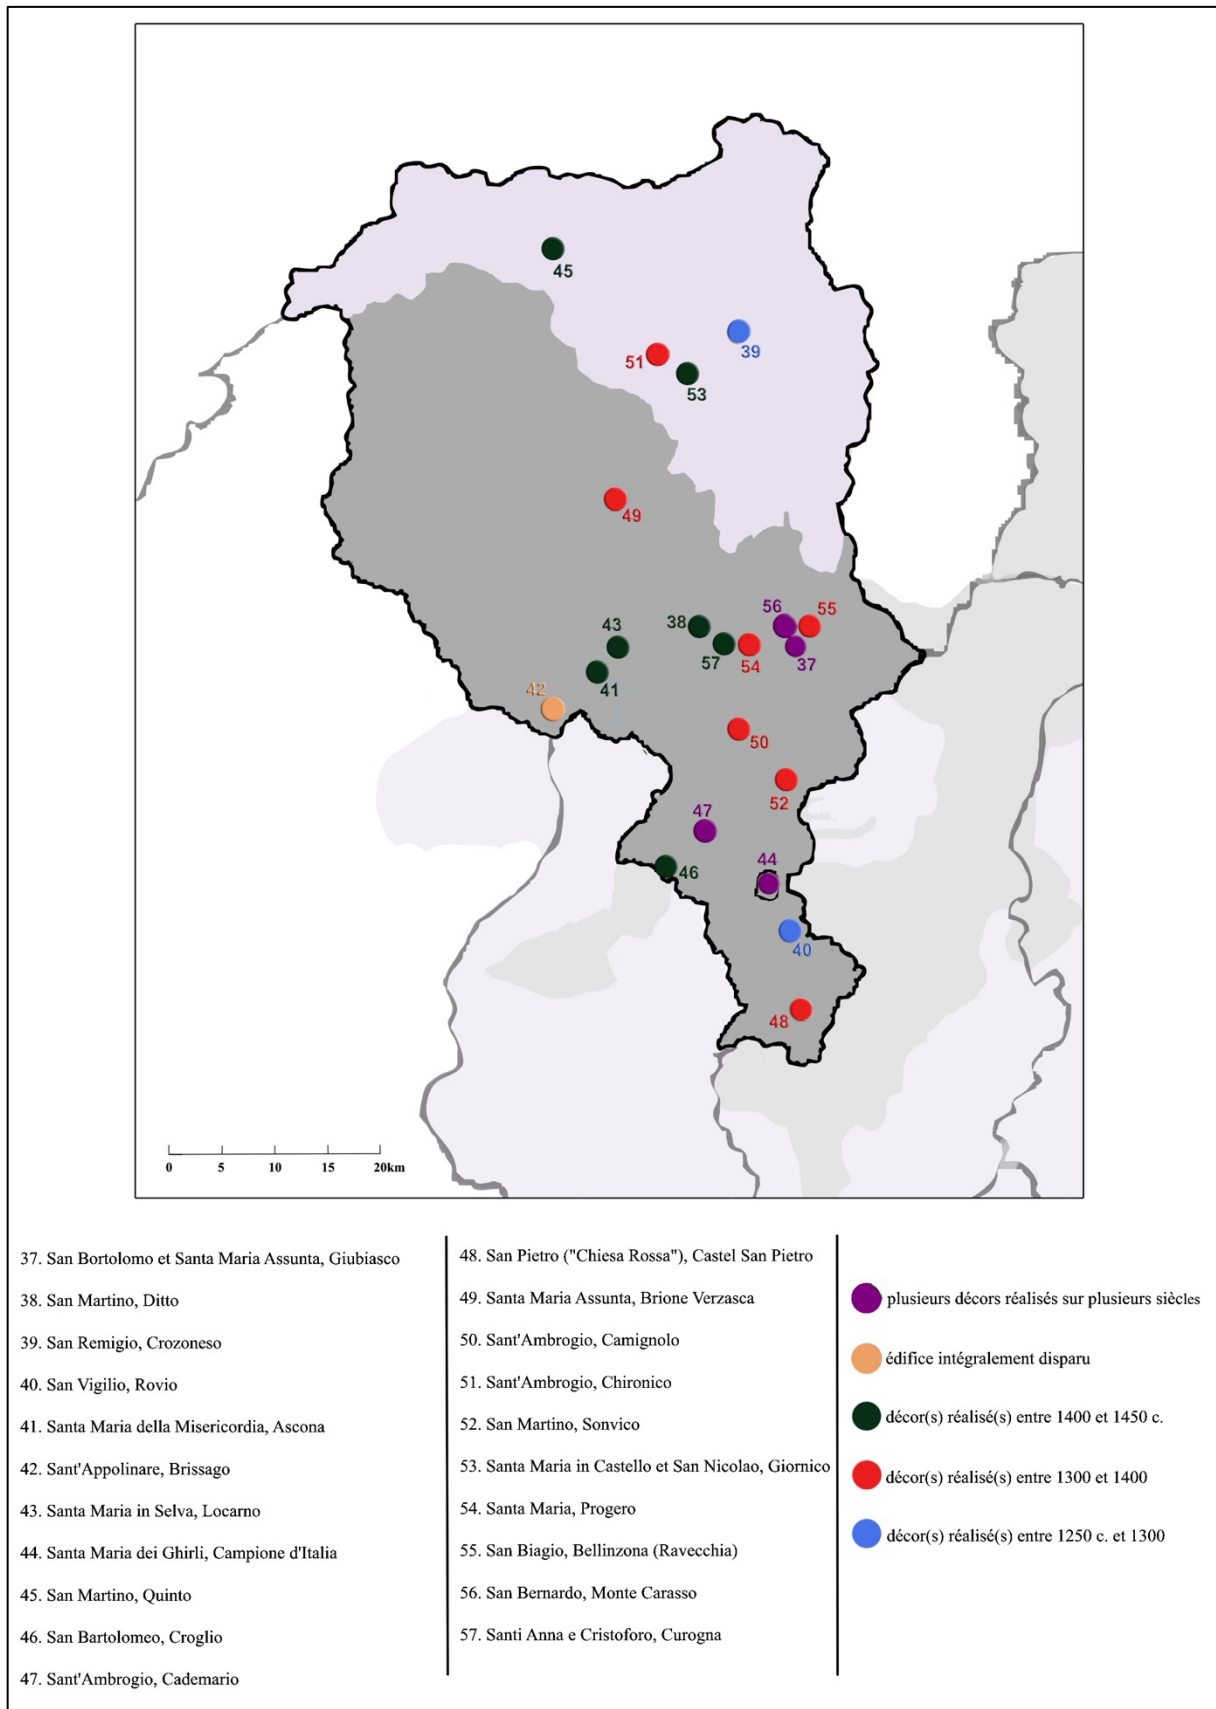 45
39
51
53
49
56
55
43
38
57
54
37
41
42
50
52
47
46
44
40
48
0 5 10 15 20km
37. San Bortolomo et Santa Maria Assunta, Giubiasco
38. San Martino, Ditto
39. San Remigio, Crozoneso
40. San Vigilio, Rovio
41. Santa Maria della Misericordia, Ascona
42. Sant'Appolinare, Brissago
43. Santa Maria in Selva, Locarno
44. Santa Maria dei Ghirli, Campione d'Italia
45. San Martino, Quinto
46. San Bartolomeo, Croglio
47. Sant'Ambrogio, Cademario
48. San Pietro ("Chiesa Rossa"), Castel San Pietro
49. Santa Maria Assunta, Brione Verzasca
50. Sant'Ambrogio, Camignolo
51. Sant'Ambrogio, Chironico
52. San Martino, Sonvico
53. Santa Maria in Castello et San Nicolao, Giornico
54. Santa Maria, Progero
55. San Biagio, Bellinzona (Ravecchia)
56. San Bernardo, Monte Carasso
57. Santi Anna e Cristoforo, Curogna
plusieurs décors réalisés sur plusieurs siècles
édifice intégralement disparu
décor(s) réalisé(s) entre 1400 et 1450 c.
décor(s) réalisé(s) entre 1300 et 1400
décor(s) réalisé(s) entre 1250 c. et 1300